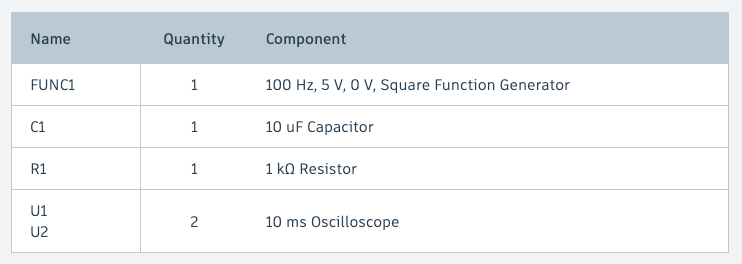 Name Quantity Component
FUNC1 1 100 Hz, 5 V, 0 V, Square Function Generator
C1 1 10 uF Capacitor
R1 1 1 kΩ Resistor
U1
U2 2 10 ms Oscilloscope